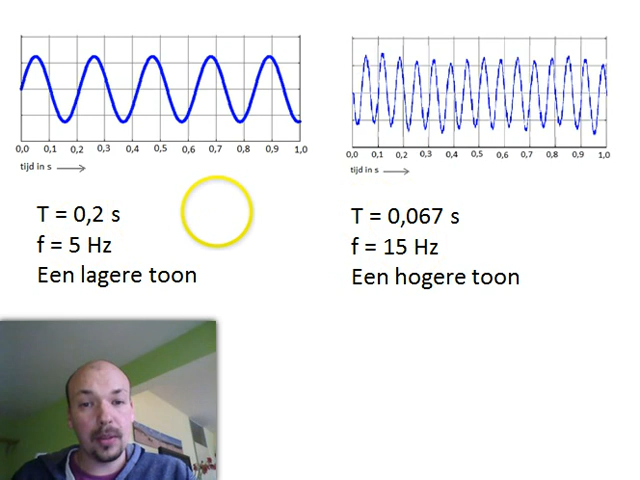 0,0 0,1 0,2 0,3 0,4 0,5 0,6 0,7 0,8 0,9 1,0
tijd in s
T = 0,2 s
f = 5 Hz
Een lagere toon
0,0 0,1 0,2 0,3 0,4 0,5 0,6 0,7 0,8 0,9 1,0
tijd in s
T = 0,067 s
f = 15 Hz
Een hogere toon